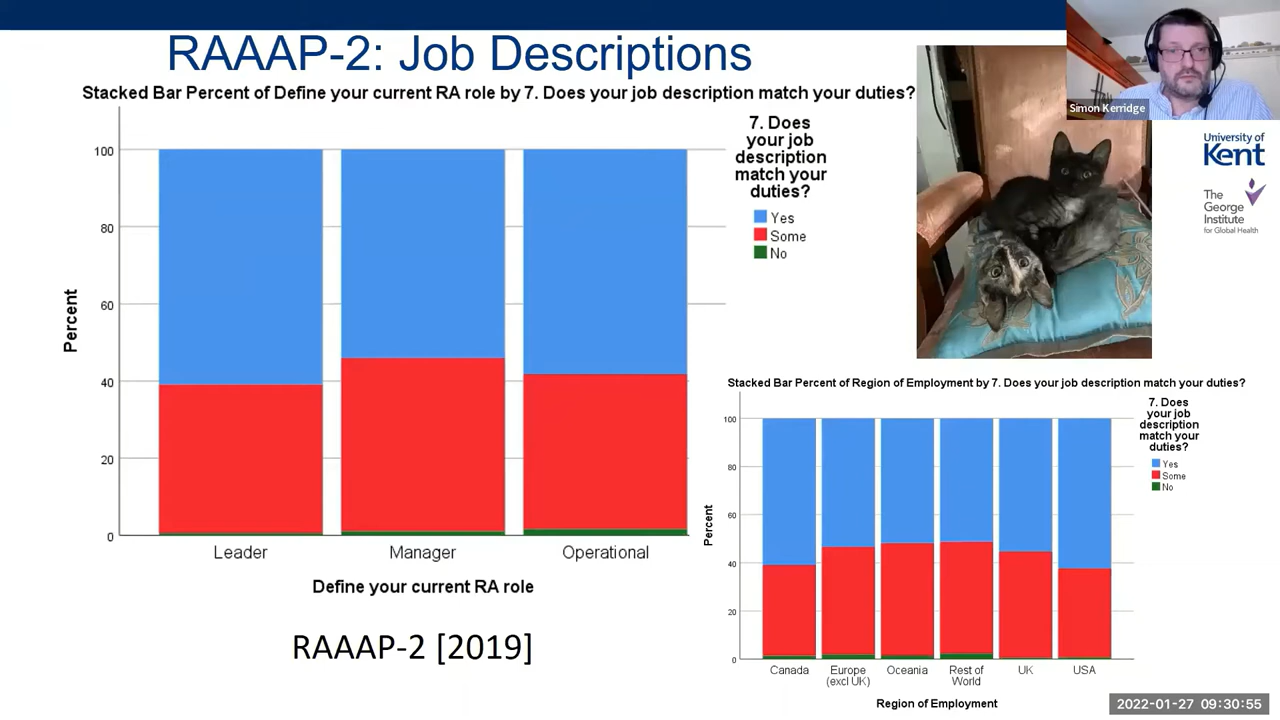 RAAAP-2: Job Descriptions
Stacked Bar Percent of Define your current RA role by 7. Does your job description match your duties?
7. Does
your job
description
match your
duties?
Yes
Some
No
100
80
60
40
20
0
Percent
Leader
Manager
Operational
Define your current RA role
RAAAP-2 [2019]
Simon Kerridge
University of
Kent
The
George
Institute
for Global Health
Stacked Bar Percent of Region of Employment by 7. Does your job description match your duties?
7. Does
your job
description
match your
duties?
Yes
Some
No
100
80
60
40
20
0
Percent
Canada
Europe
(excl UK)
Oceania
Rest of
World
UK
USA
Region of Employment
2022-01-27 09:30:55